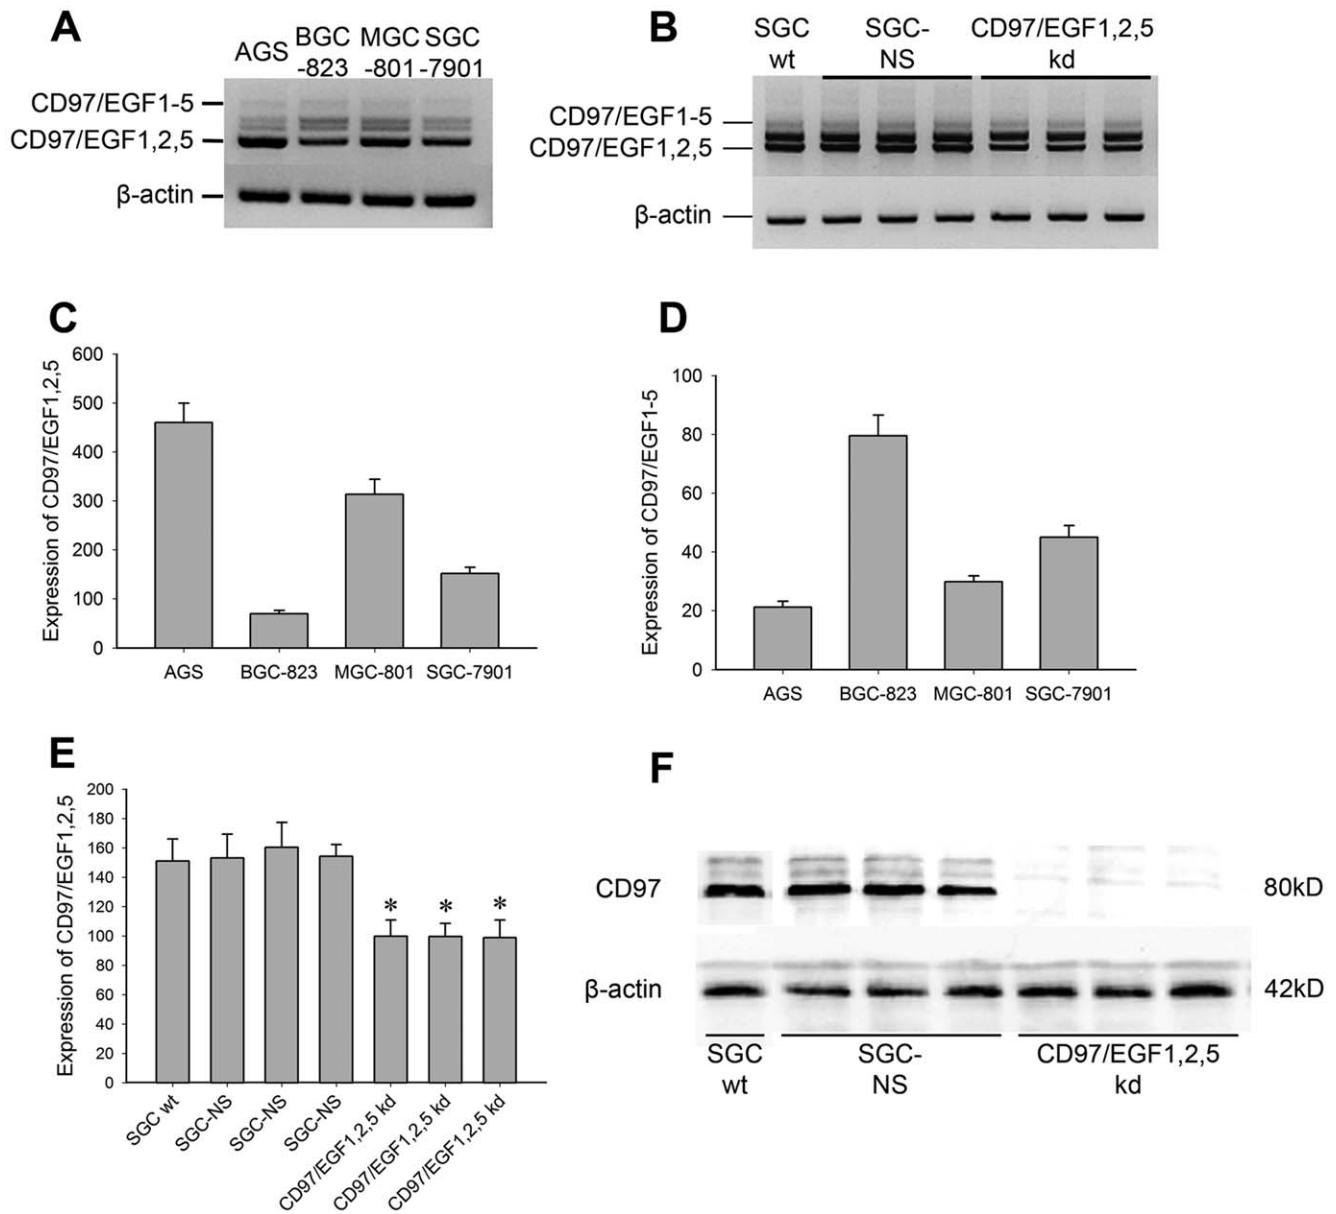 A
AGS BGC MGC SGC
-823 -801 -7901
CD97/EGF1-5
CD97/EGF1,2,5
β-actin
B
SGC SGC- CD97/EGF1,2,5
wt NS kd
CD97/EGF1-5
CD97/EGF1,2,5
β-actin
C
Expression of CD97/EGF1,2,5
600
500
400
300
200
100
0
AGS BGC-823 MGC-801 SGC-7901
D
Expression of CD97/EGF1-5
100
80
60
40
20
0
AGS BGC-823 MGC-801 SGC-7901
E
Expression of CD97/EGF1,2,5
200
180
160
140
120
100
80
60
40
20
0
* * *
SGC wt
SGC-NS
SGC-NS
SGC-NS
CD97/EGF1,2,5 kd
CD97/EGF1,2,5 kd
CD97/EGF1,2,5 kd
F
CD97 80kD
β-actin 42kD
SGC SGC- CD97/EGF1,2,5
wt NS kd